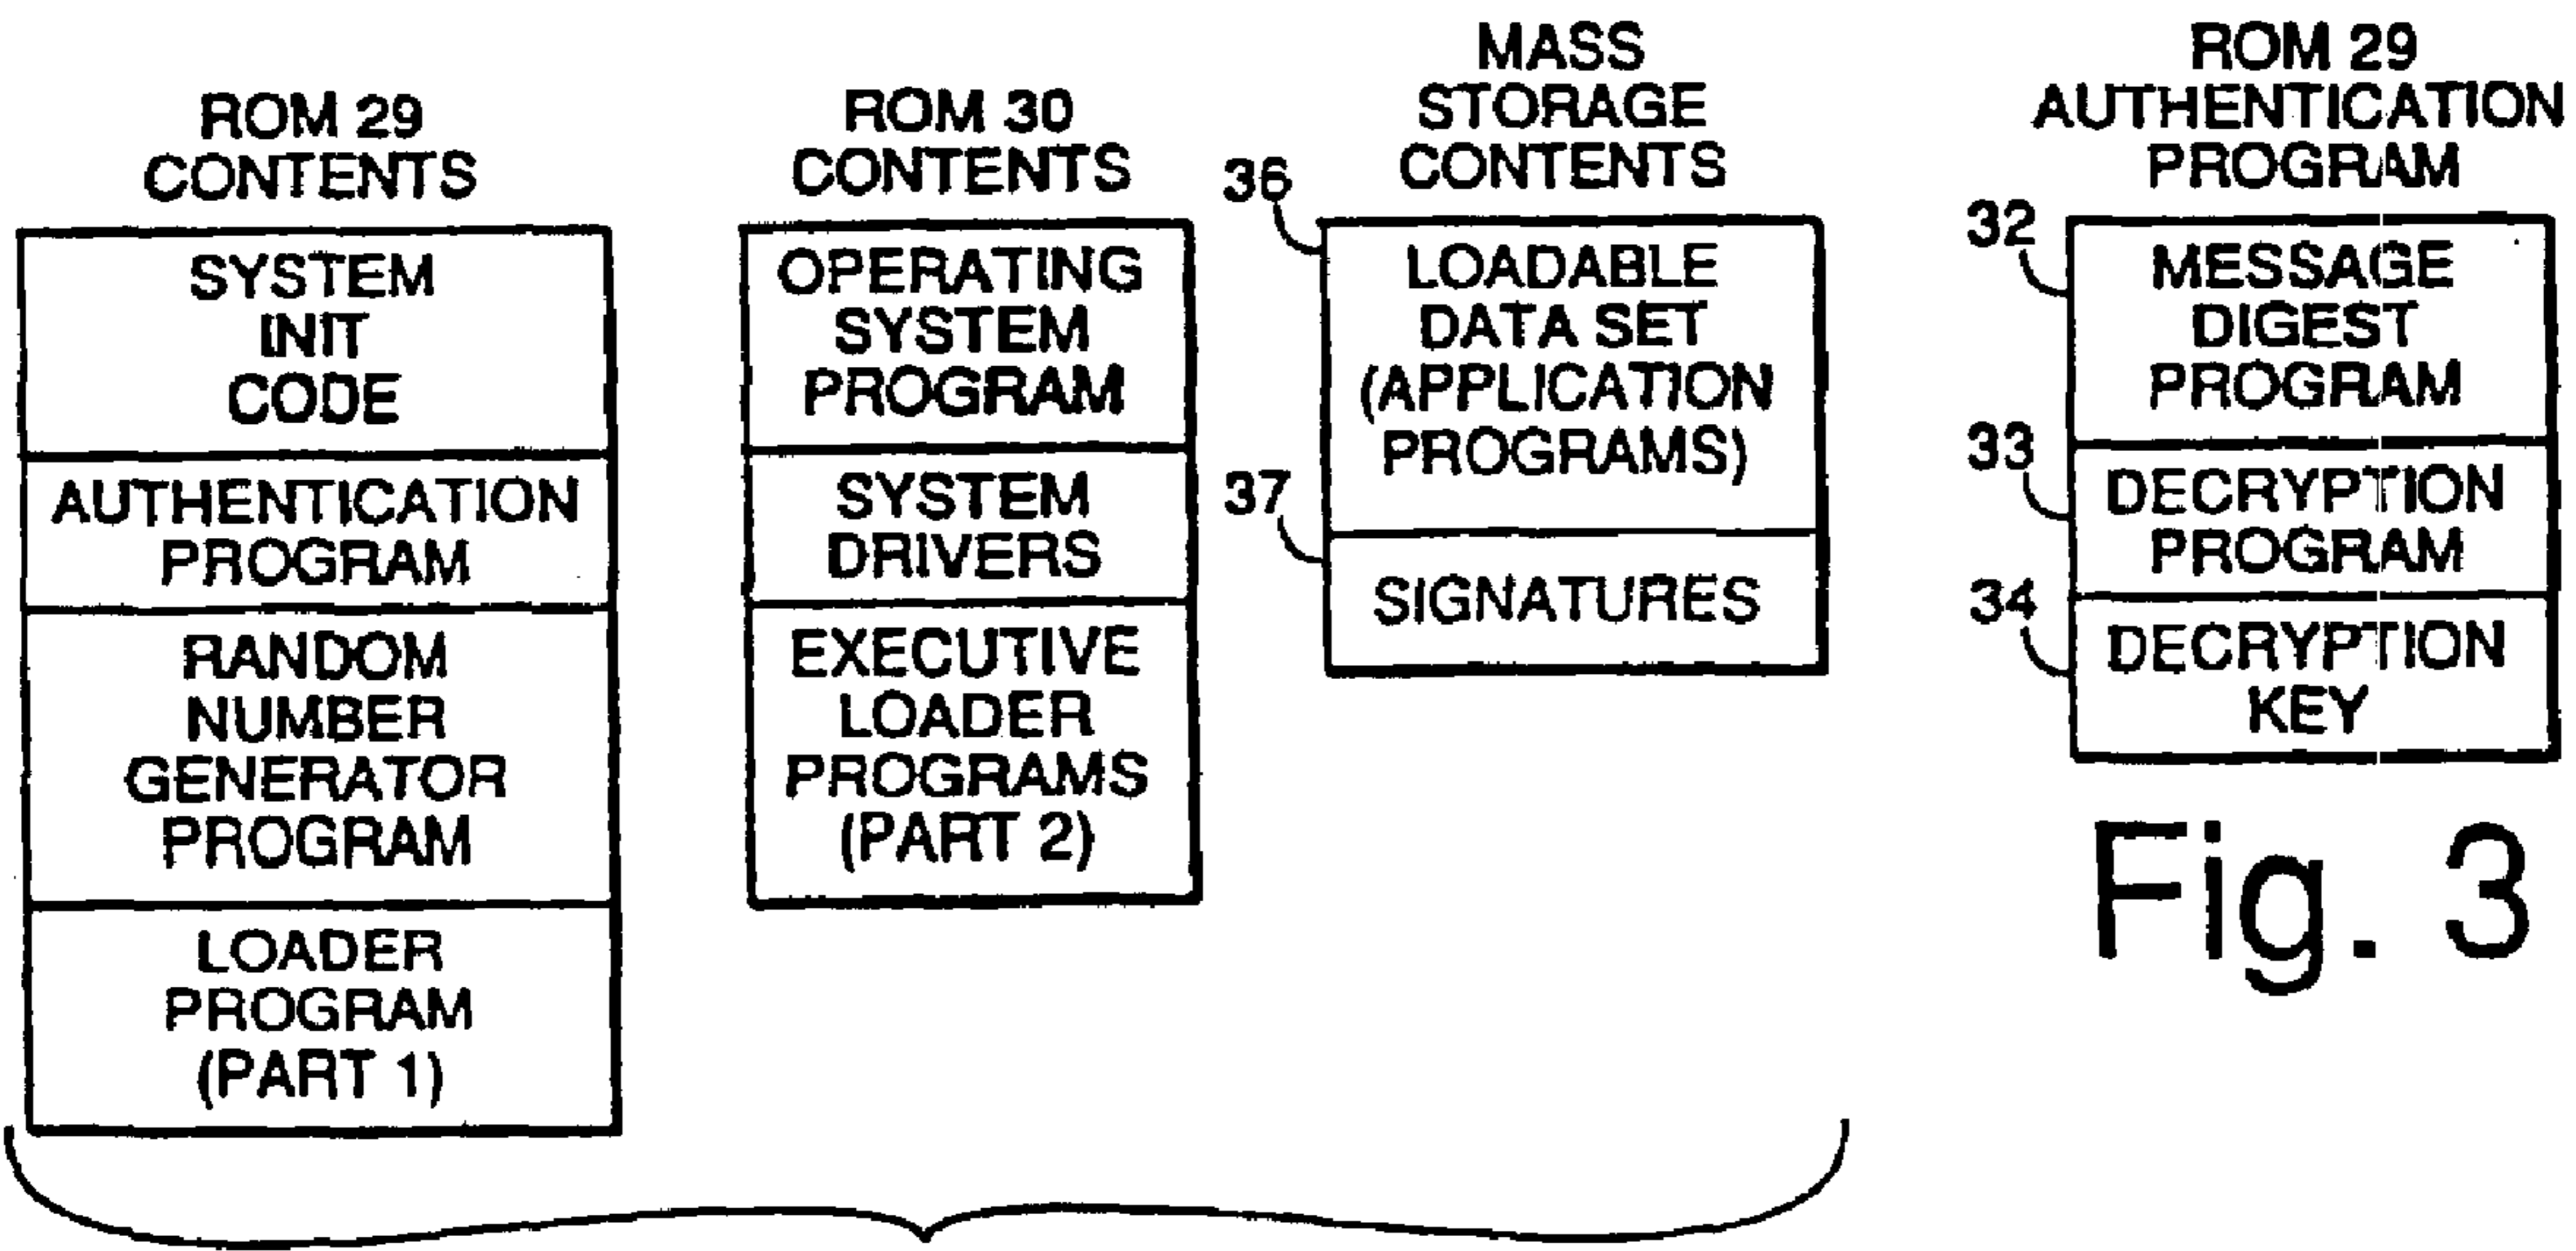 ROM 29
CONTENTS
SYSTEM
INIT
CODE
AUTHENTICATION
PROGRAM
RANDOM
NUMBER
GENERATOR
PROGRAM
LOADER
PROGRAM
(PART 1)
ROM 30
CONTENTS
OPERATING
SYSTEM
PROGRAM
SYSTEM
DRIVERS
EXECUTIVE
LOADER
PROGRAMS
(PART 2)
MASS
STORAGE
CONTENTS
36
LOADABLE
DATA SET
(APPLICATION
PROGRAMS)
37
SIGNATURES
ROM 29
AUTHENTICATION
PROGRAM
32
MESSAGE
DIGEST
PROGRAM
33
DECRYPTION
PROGRAM
34
DECRYPTION
KEY
Fig. 3